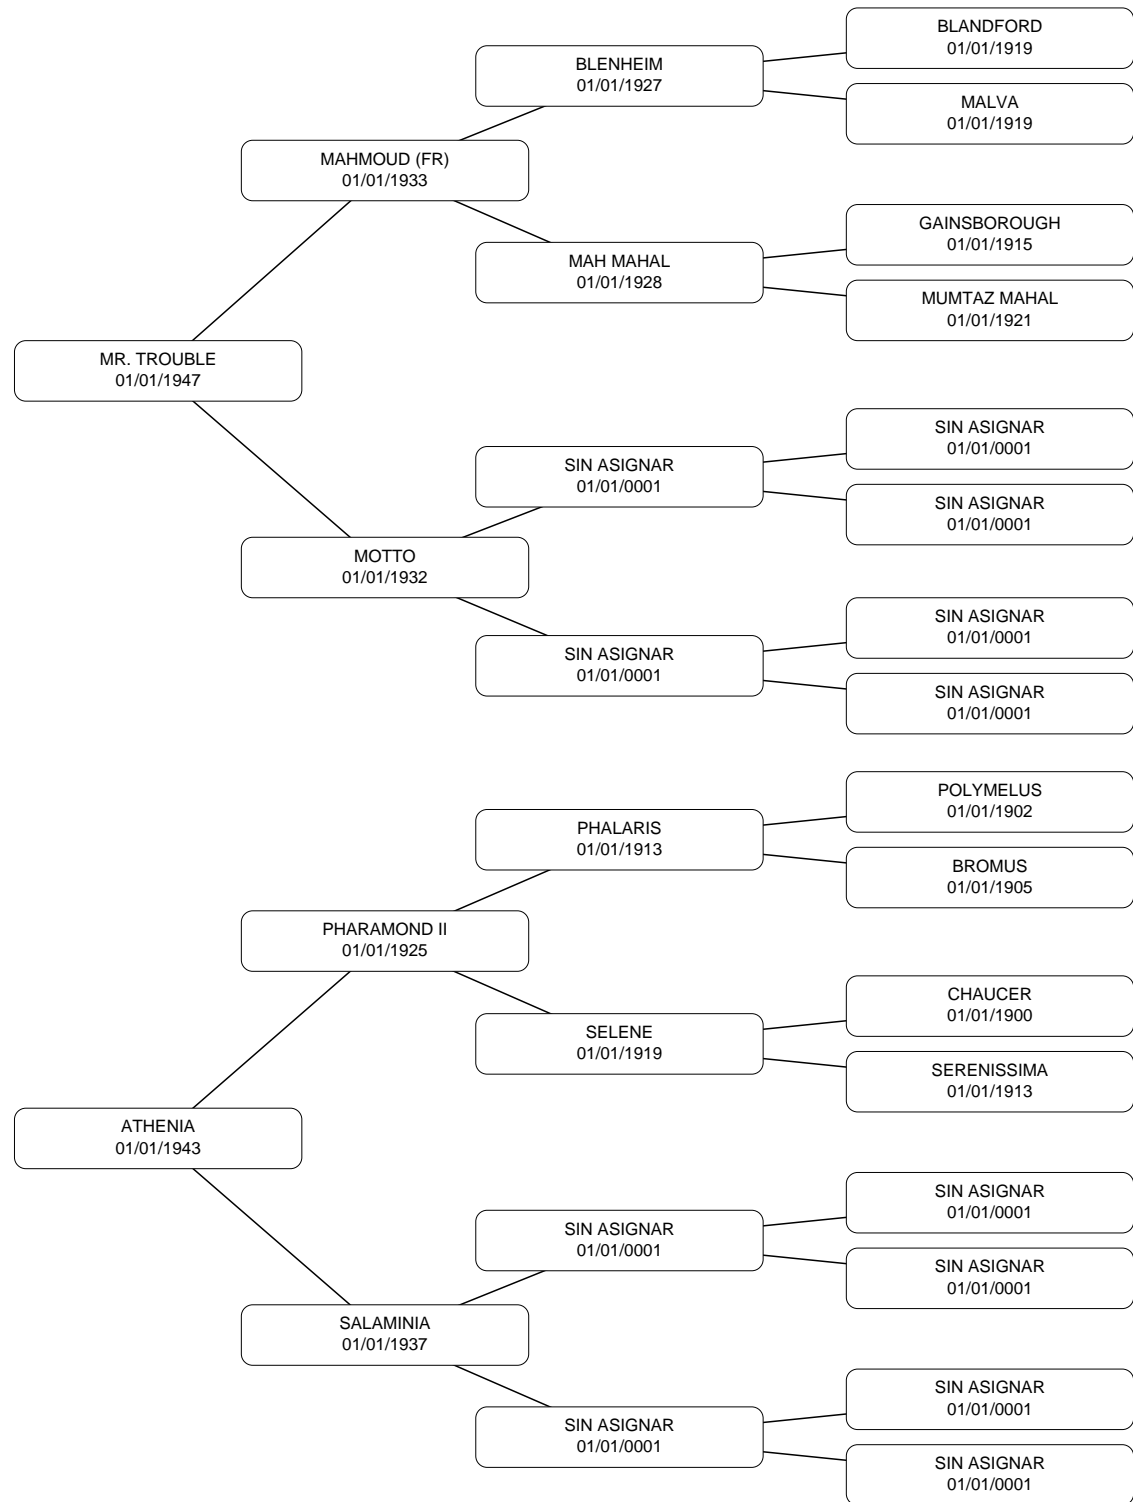 BLANDFORD
01/01/1919
BLENHEIM
01/01/1927
MALVA
01/01/1919
MAHMOUD (FR)
01/01/1933
GAINSBOROUGH
01/01/1915
MAH MAHAL
01/01/1928
MUMTAZ MAHAL
01/01/1921
MR. TROUBLE
01/01/1947
SIN ASIGNAR
01/01/0001
SIN ASIGNAR
01/01/0001
SIN ASIGNAR
01/01/0001
MOTTO
01/01/1932
SIN ASIGNAR
01/01/0001
SIN ASIGNAR
01/01/0001
SIN ASIGNAR
01/01/0001
POLYMELUS
01/01/1902
PHALARIS
01/01/1913
BROMUS
01/01/1905
PHARAMOND II
01/01/1925
CHAUCER
01/01/1900
SELENE
01/01/1919
SERENISSIMA
01/01/1913
ATHENIA
01/01/1943
SIN ASIGNAR
01/01/0001
SIN ASIGNAR
01/01/0001
SIN ASIGNAR
01/01/0001
SALAMINIA
01/01/1937
SIN ASIGNAR
01/01/0001
SIN ASIGNAR
01/01/0001
SIN ASIGNAR
01/01/0001